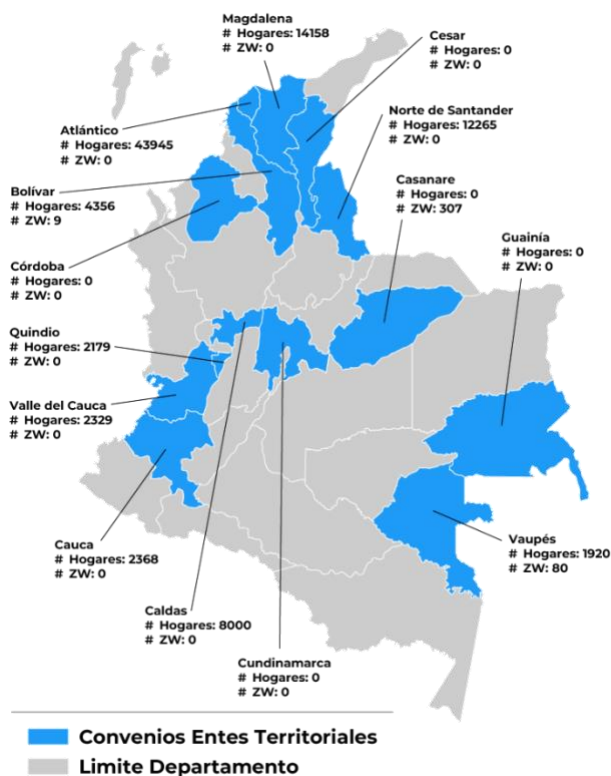 Magdalena
# Hogares: 14158
# ZW: 0
Cesar
# Hogares: 0
# ZW: 0
Atlántico
# Hogares: 43945
# ZW: 0
Norte de Santander
# Hogares: 12265
# ZW: 0
Bolívar
# Hogares: 4356
# ZW: 9
Casanare
# Hogares: 0
# ZW: 307
Guainía
# Hogares: 0
# ZW: 0
Córdoba
# Hogares: 0
# ZW: 0
Quindio
# Hogares: 2179
# ZW: 0
Valle del Cauca
# Hogares: 2329
# ZW: 0
Cauca
# Hogares: 2368
# ZW: 0
Vaupés
# Hogares: 1920
# ZW: 80
Caldas
# Hogares: 8000
# ZW: 0
Cundinamarca
# Hogares: 0
# ZW: 0
Convenios Entes Territoriales
Limite Departamento